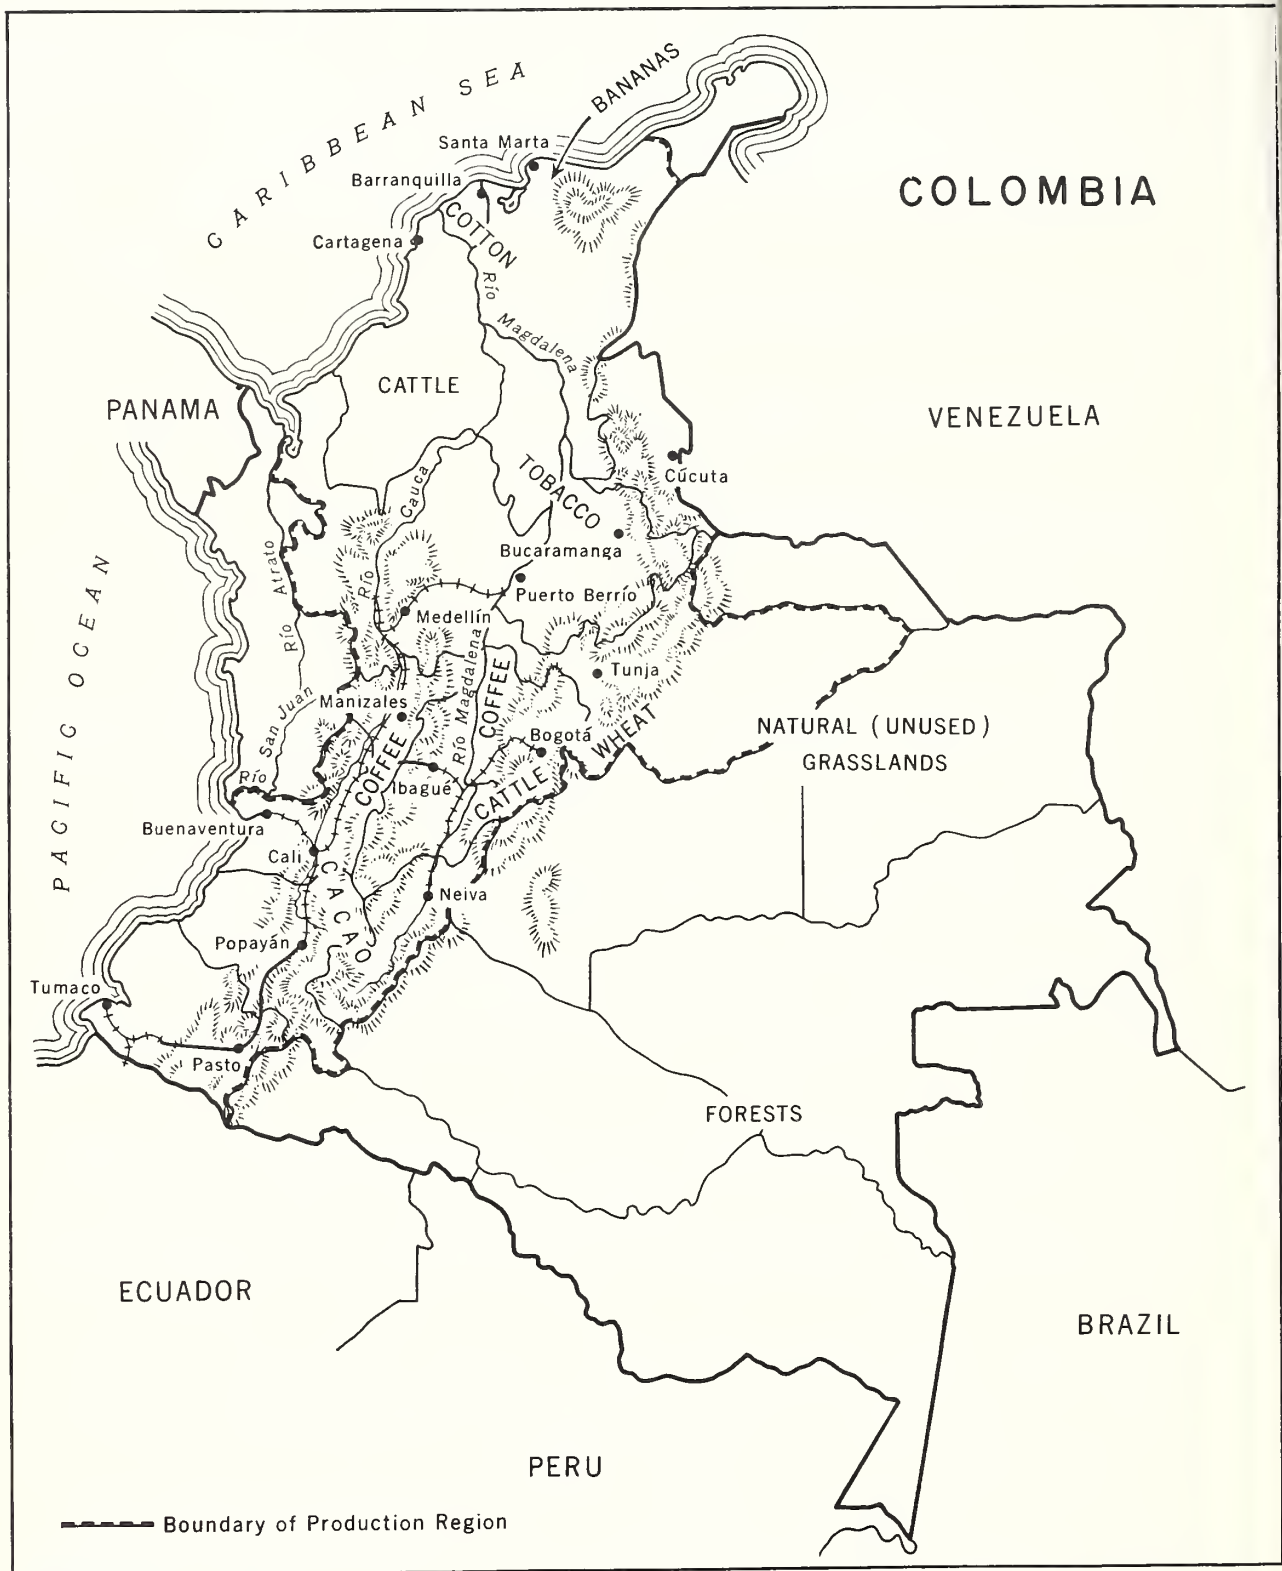 CARIBBEAN SEA
BANANAS
Santa Marta
Barranquilla
COLOMBIA
COTTON
Cartagena
Río
Magdalena
CATTLE
PANAMA
VENEZUELA
TOBACCO
Cúcuta
Cauca
Río
Bucaramanga
Atrato
Río
Puerto Berrío
Medellín
PACIFIC OCEAN
Tunja
Río Magdalena
COFFEE
Manizales
San Juan
Río
COFFEE
Bogotá
WHEAT
NATURAL (UNUSED)
GRASSLANDS
Ibagué
CATTLE
Buenaventura
Cali
CACAO
Neiva
Popayán
Tumaco
Pasto
FORESTS
ECUADOR
BRAZIL
PERU
Boundary of Production Region